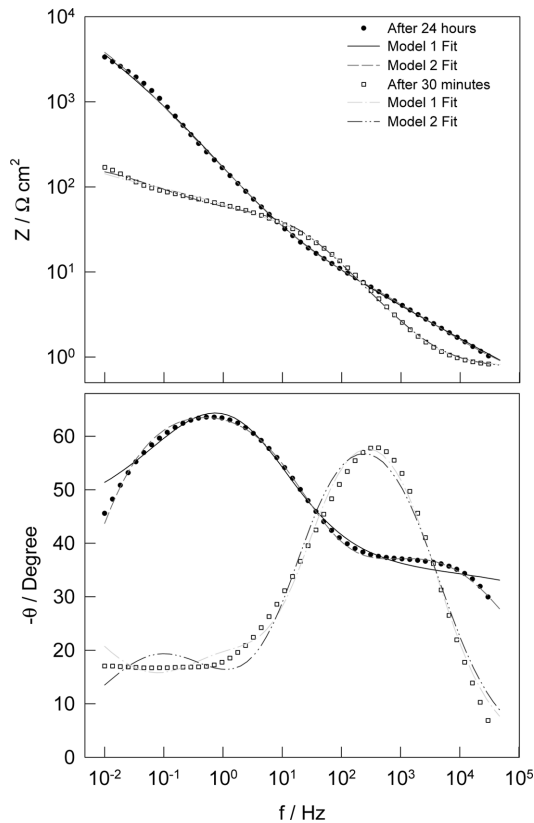 10⁴
After 24 hours
Model 1 Fit
Model 2 Fit
10³
After 30 minutes
Model 1 Fit
Model 2 Fit
Z / Ω cm²
10²
10¹
10⁰
60
50
40
-θ / Degree
30
20
10
0
10⁻² 10⁻¹ 10⁰ 10¹ 10² 10³ 10⁴ 10⁵
f / Hz